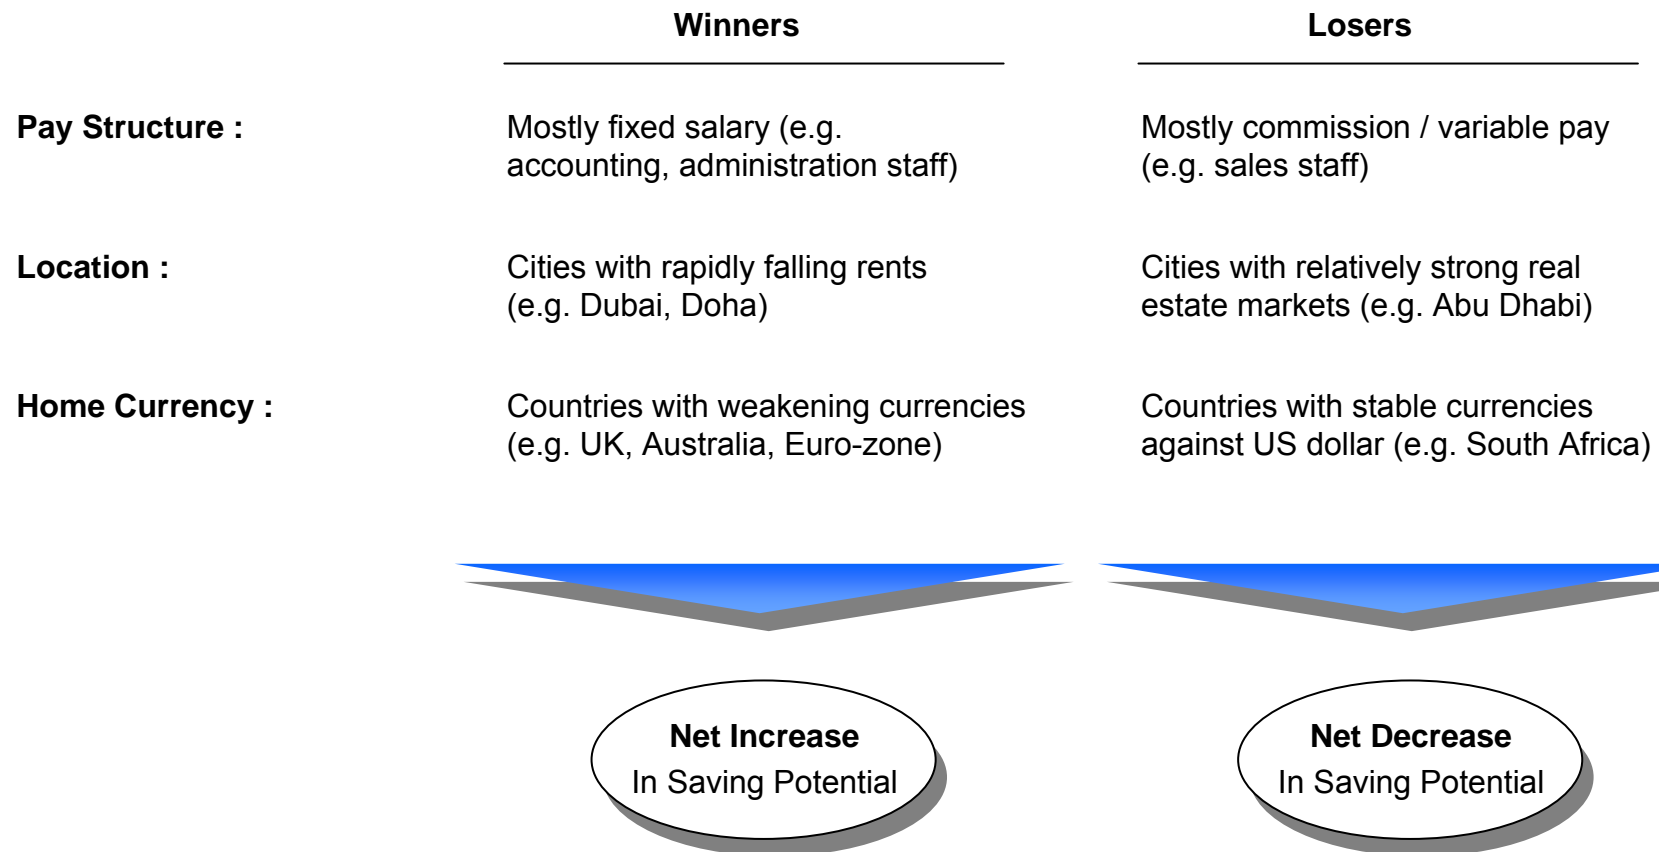 Winners
Losers
Pay Structure :
Mostly fixed salary (e.g.
accounting, administration staff)
Mostly commission / variable pay
(e.g. sales staff)
Location :
Cities with rapidly falling rents
(e.g. Dubai, Doha)
Cities with relatively strong real
estate markets (e.g. Abu Dhabi)
Home Currency :
Countries with weakening currencies
(e.g. UK, Australia, Euro-zone)
Countries with stable currencies
against US dollar (e.g. South Africa)
Net Increase
In Saving Potential
Net Decrease
In Saving Potential